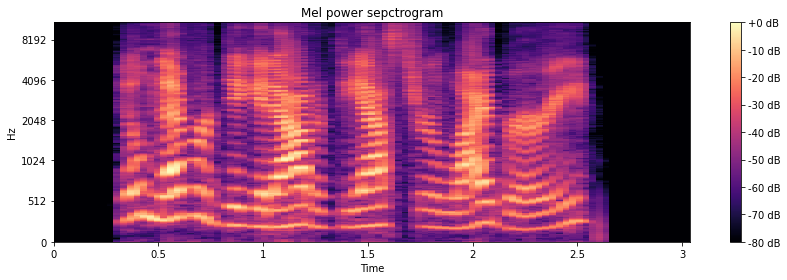 Mel power sepctrogram
8192
4096
2048
1024
512
0
Hz
0
0.5
1
1.5
2
2.5
3
Time
+0 dB
-10 dB
-20 dB
-30 dB
-40 dB
-50 dB
-60 dB
-70 dB
-80 dB